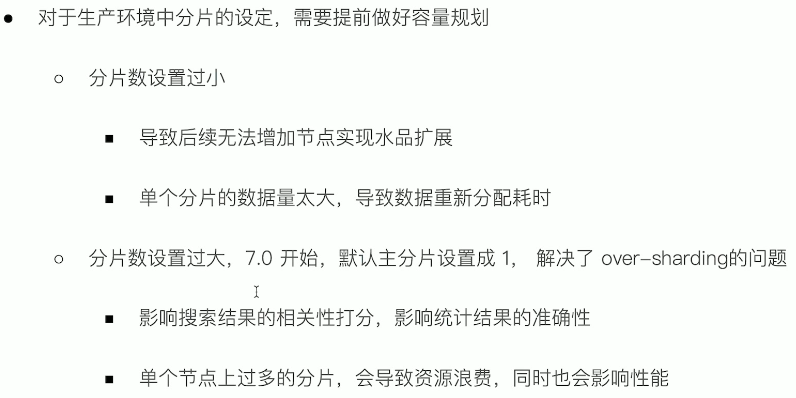 对于生产环境中分片的设定，需要提前做好容量规划
分片数设置过小
导致后续无法增加节点实现水品扩展
单个分片的数据量太大，导致数据重新分配耗时
分片数设置过大，7.0 开始，默认主分片设置成 1， 解决了 over-sharding的问题
影响搜索结果的相关性打分，影响统计结果的准确性
单个节点上过多的分片，会导致资源浪费，同时也会影响性能